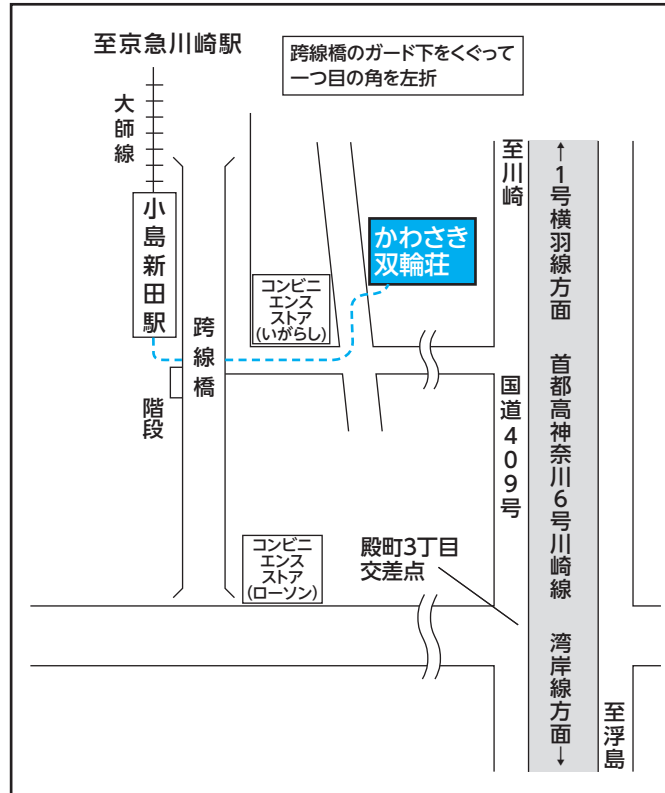 至京急川崎駅
跨線橋のガード下をくぐって
一つ目の角を左折
大師線
小島新田駅
跨線橋
階段
コンビニ
エンス
ストア
(いがらし)
かわさき
双輪荘
至川崎
←1号横羽線方面
首都高神奈川6号川崎線
湾岸線方面→
国道409号
コンビニ
エンス
ストア
(ローソン)
殿町3丁目
交差点
至浮島